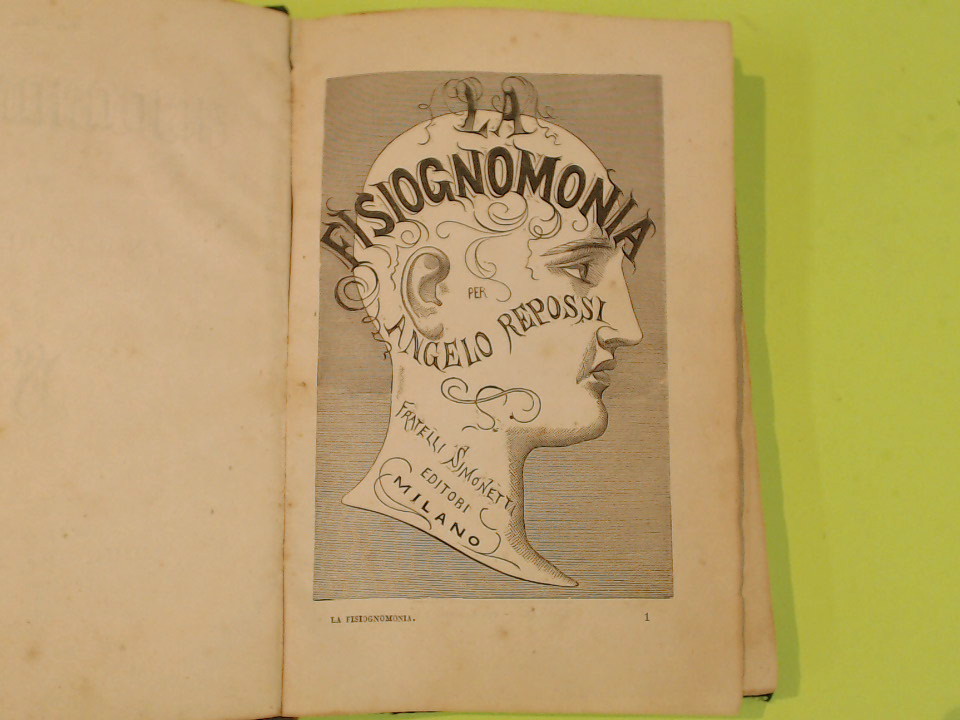 LA
FISIOGNOMONIA
PER
ANGELO REPOSSI
FRATELLI SIMONETTI
EDITORI
MILANO
LA FISIOGNOMONIA.
1